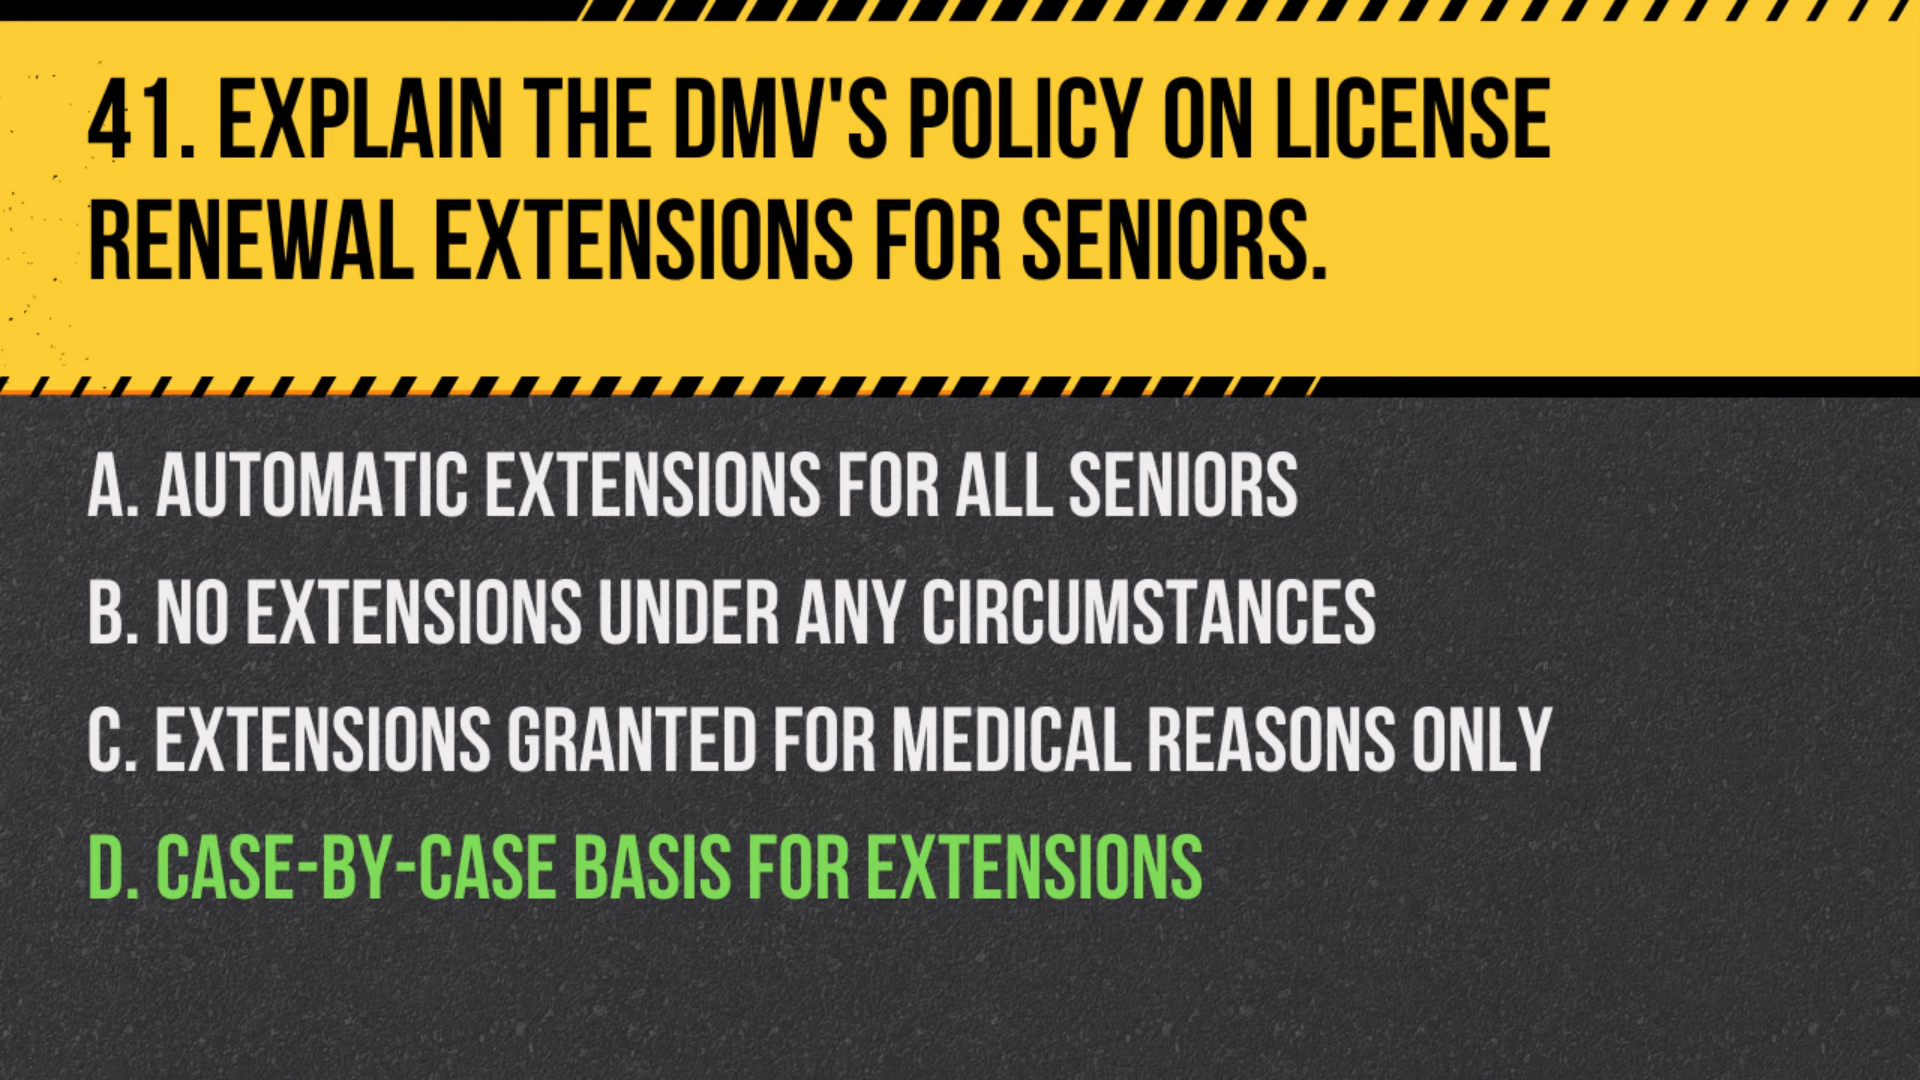 41. EXPLAIN THE DMV'S POLICY ON LICENSE
RENEWAL EXTENSIONS FOR SENIORS.
A. AUTOMATIC EXTENSIONS FOR ALL SENIORS
B. NO EXTENSIONS UNDER ANY CIRCUMSTANCES
C. EXTENSIONS GRANTED FOR MEDICAL REASONS ONLY
D. CASE-BY-CASE BASIS FOR EXTENSIONS